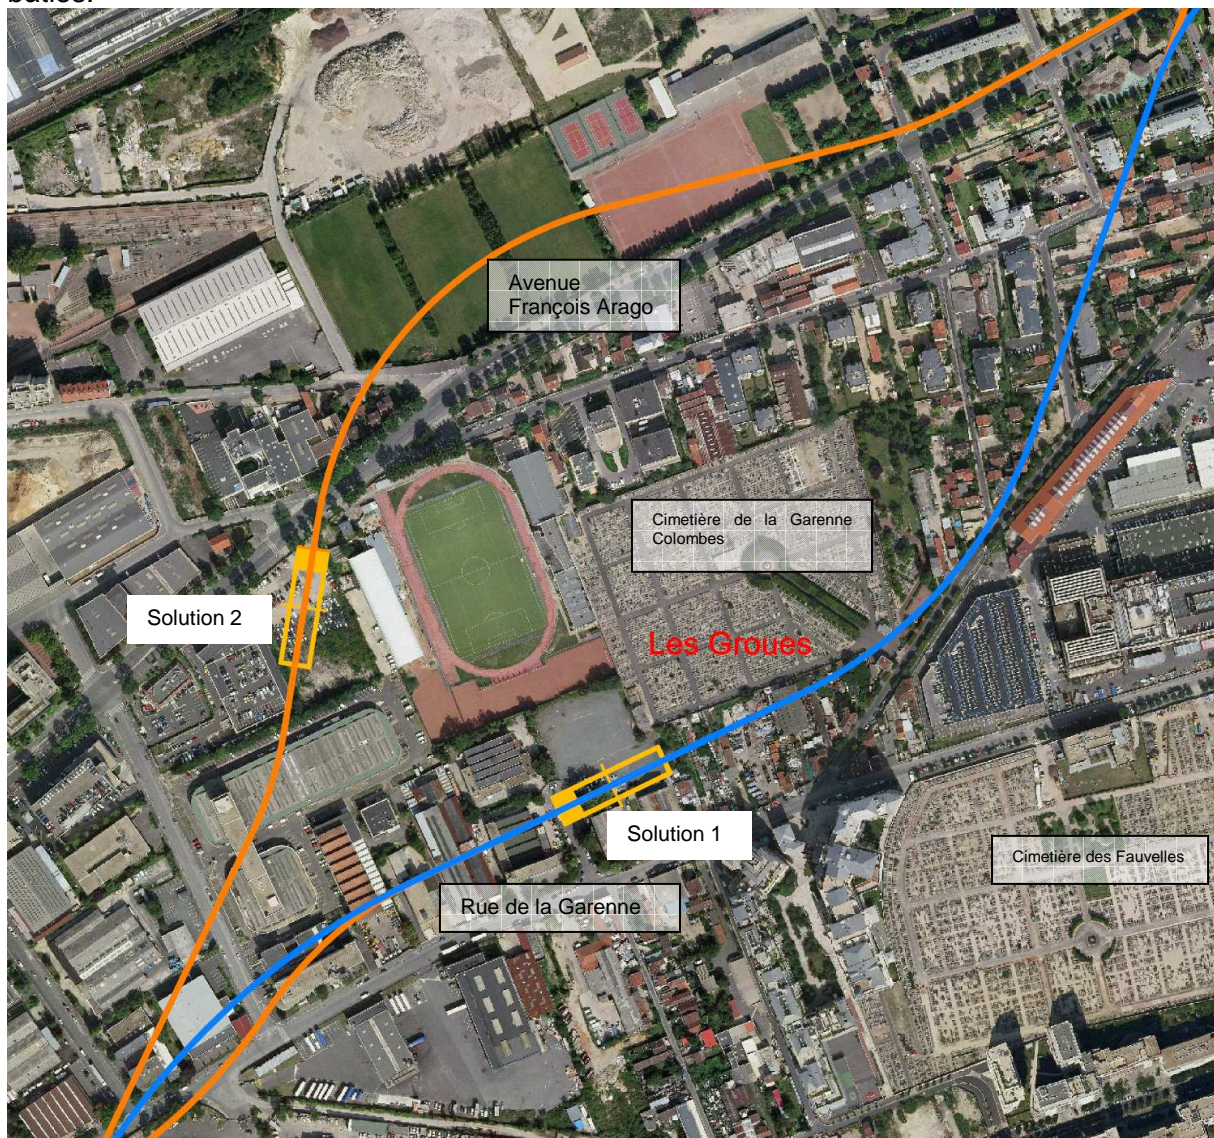 bâtise.
Avenue
François Arago
Cimetière de la Garenne
Colombes
Solution 2
Les Groues
Solution 1
Cimetière des Fauvelles
Rue de la Garenne